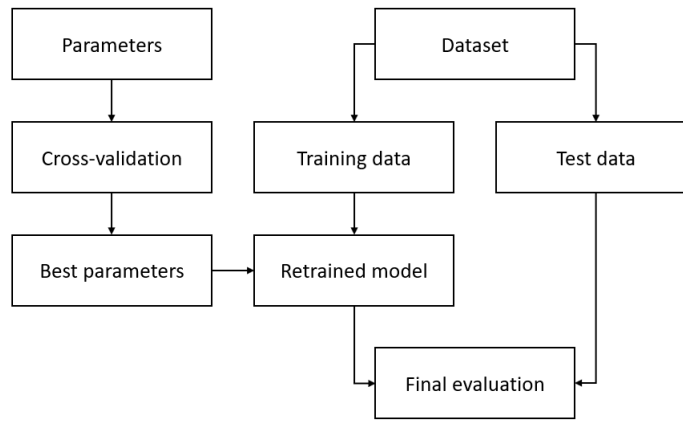 Parameters
Dataset
Cross-validation
Training data
Test data
Best parameters
Retrained model
Final evaluation